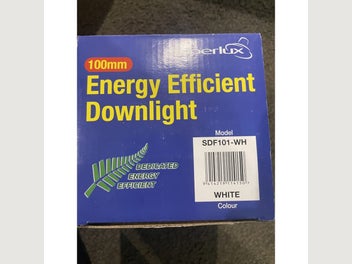 100mm
Energy Efficient
Downlight
Model
SDF101-WH
DEDICATED
ENERGY
EFFICIENT
WHITE
Colour